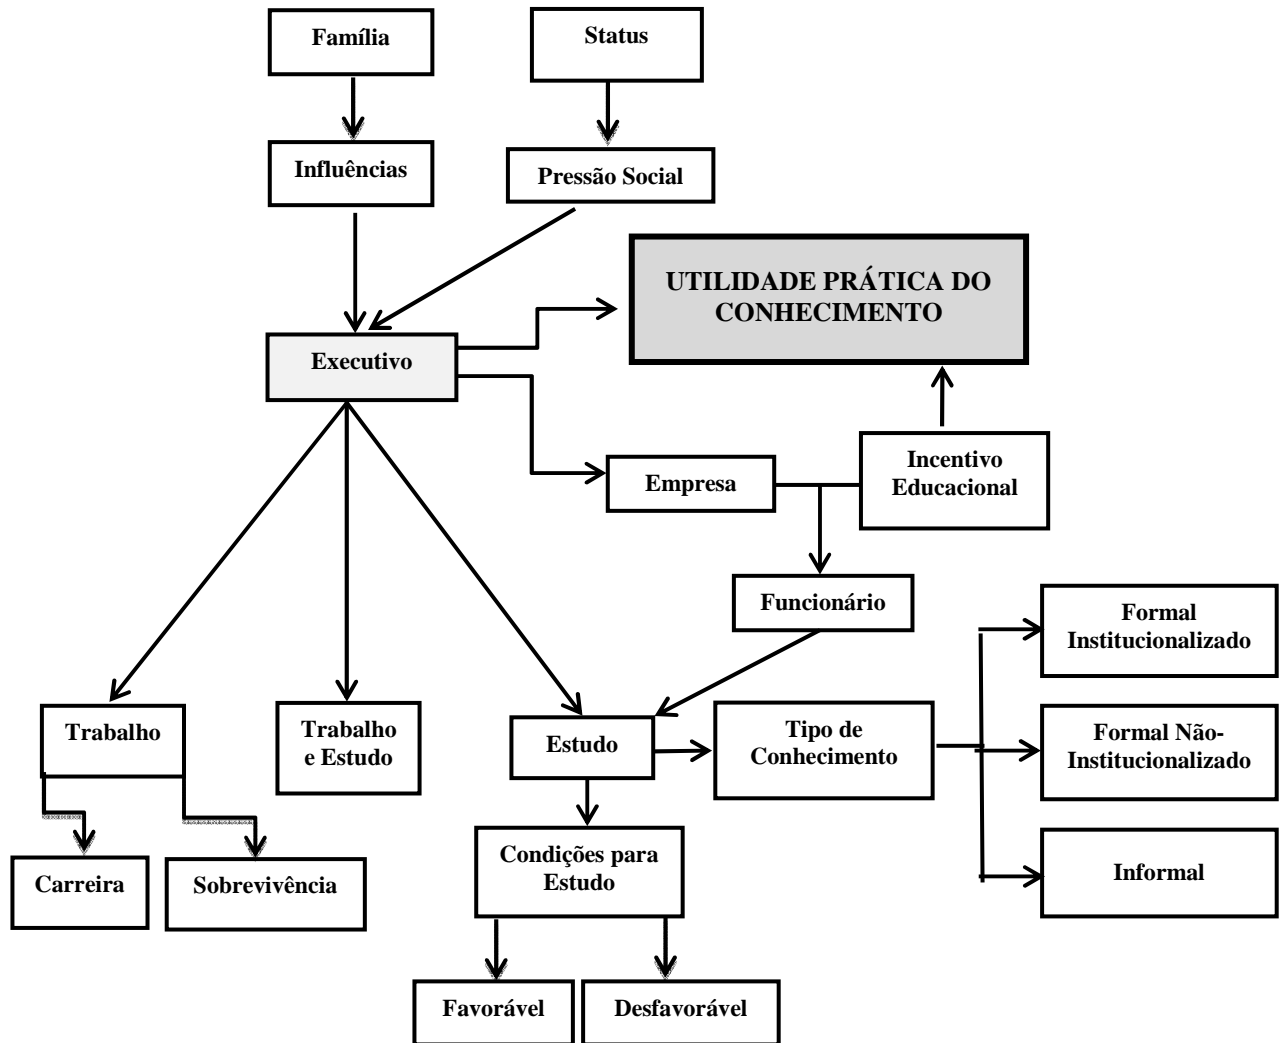 Família
Status
Influências
Pressão Social
UTILIDADE PRÁTICA DO
CONHECIMENTO
Executivo
Incentivo
Educacional
Empresa
Funcionário
Formal
Institucionalizado
Trabalho
Trabalho
e Estudo
Estudo
Tipo de
Conhecimento
Formal Não-
Institucionalizado
Condições para
Estudo
Carreira
Sobrevivência
Informal
Favorável
Desfavorável